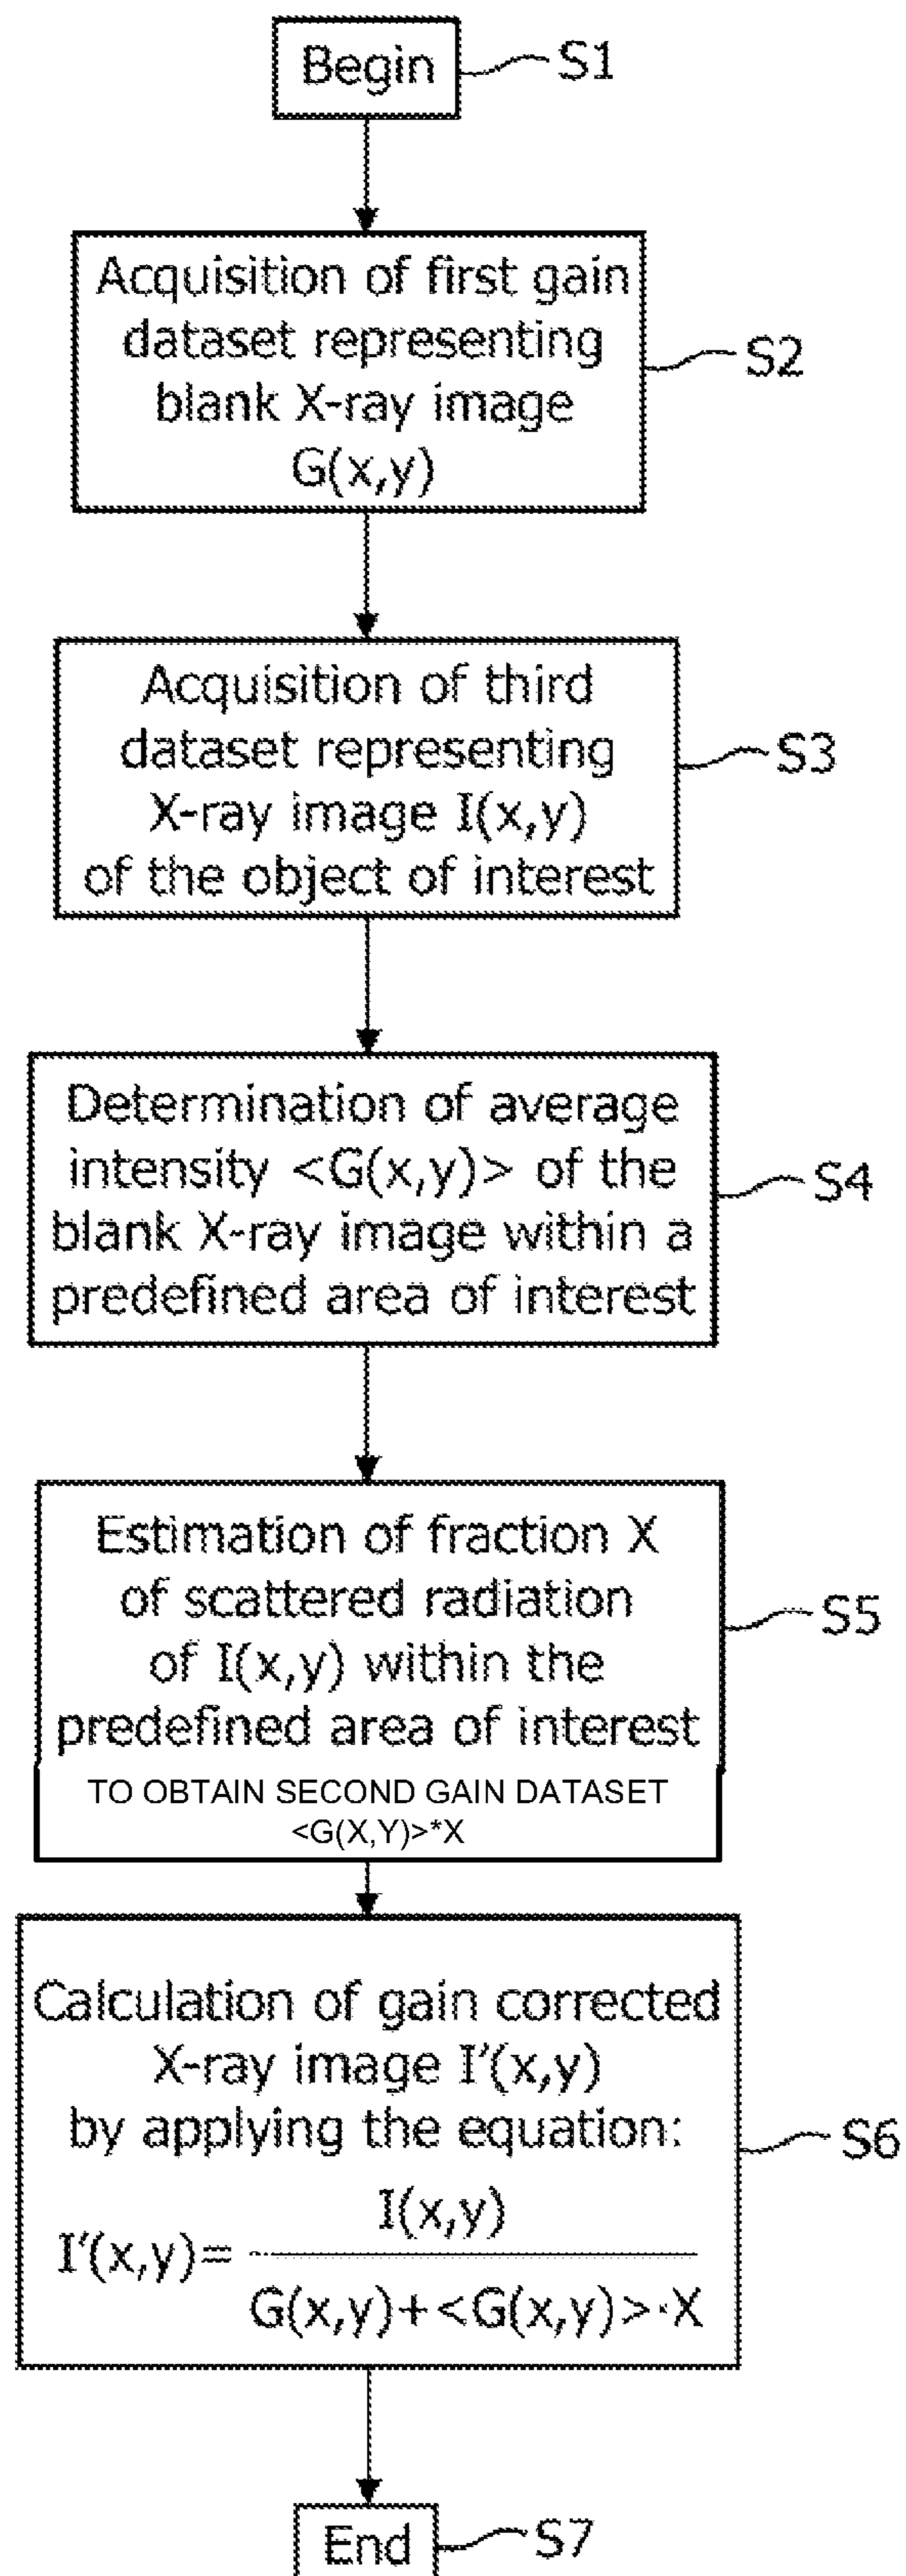 Begin
S1
Acquisition of first gain
dataset representing
blank X-ray image
G(x,y)
S2
Acquisition of third
dataset representing
X-ray image I(x,y)
of the object of interest
S3
Determination of average
intensity <G(x,y)> of the
blank X-ray image within a
predefined area of interest
S4
Estimation of fraction X
of scattered radiation
of I(x,y) within the
predefined area of interest
TO OBTAIN SECOND GAIN DATASET
<G(X,Y)>*X
S5
Calculation of gain corrected
X-ray image I'(x,y)
by applying the equation:
I'(x,y)= I(x,y)
G(x,y)+<G(x,y)>·X
S6
End
S7